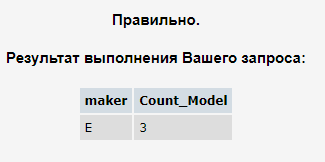 Правильно.
Результат выполнения Вашего запроса:
maker Count_Model
E 3